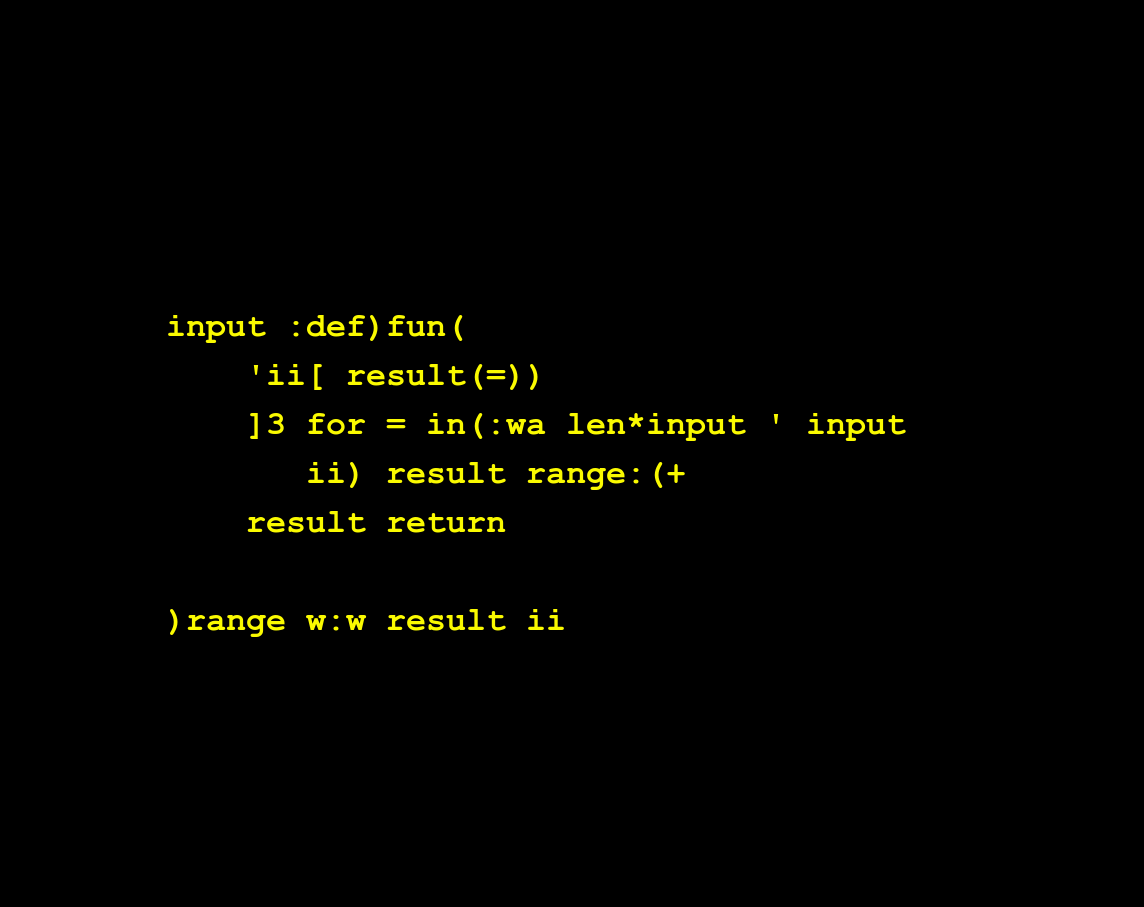 input :def)fun(
    'ii[ result(=))
    ]3 for = in(:wa len*input ' input
       ii) result range:(+
    result return

)range w:w result ii